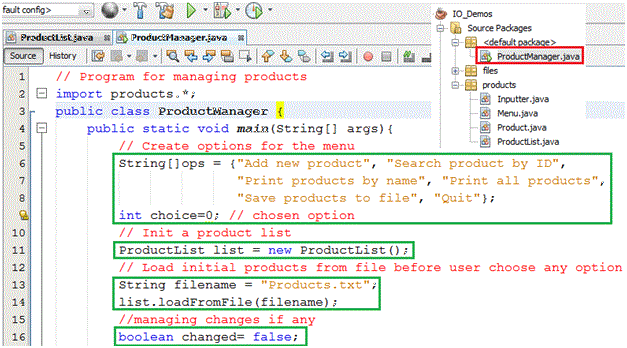 fault config>
ProductList.java
ProductManager.java
Source
History
1 // Program for managing products
2 import products.*;
3 public class ProductManager {
4 public static void main(String[] args){
5 // Create options for the menu
6 String[]ops = {"Add new product", "Search product by ID",
7 "Print products by name", "Print all products",
8 "Save products to file", "Quit"};
int choice=0; // chosen option
10 // Init a product list
11 ProductList list = new ProductList();
12 // Load initial products from file before user choose any option
13 String filename = "Products.txt";
14 list.loadFromFile(filename);
15 //managing changes if any
16 boolean changed= false;
IO_Demos
Source Packages
<default package>
ProductManager.java
files
products
Inputter.java
Menu.java
Product.java
ProductList.java